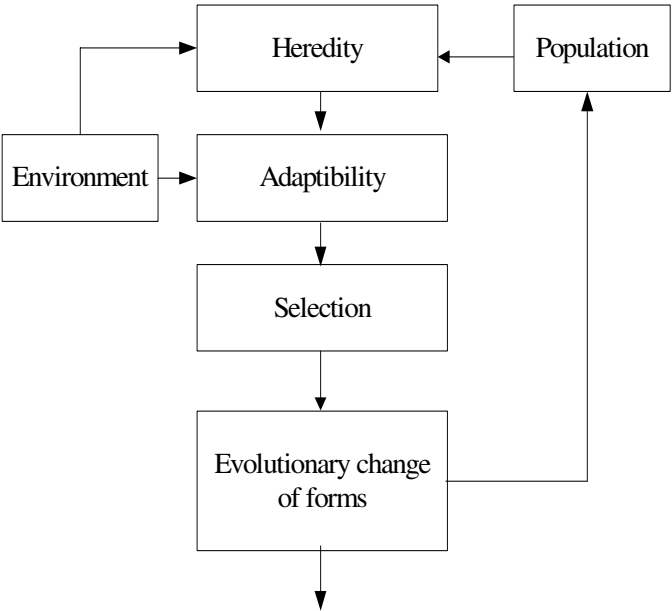 Heredity
Population
Environment
Adaptibility
Selection
Evolutionary change
of forms